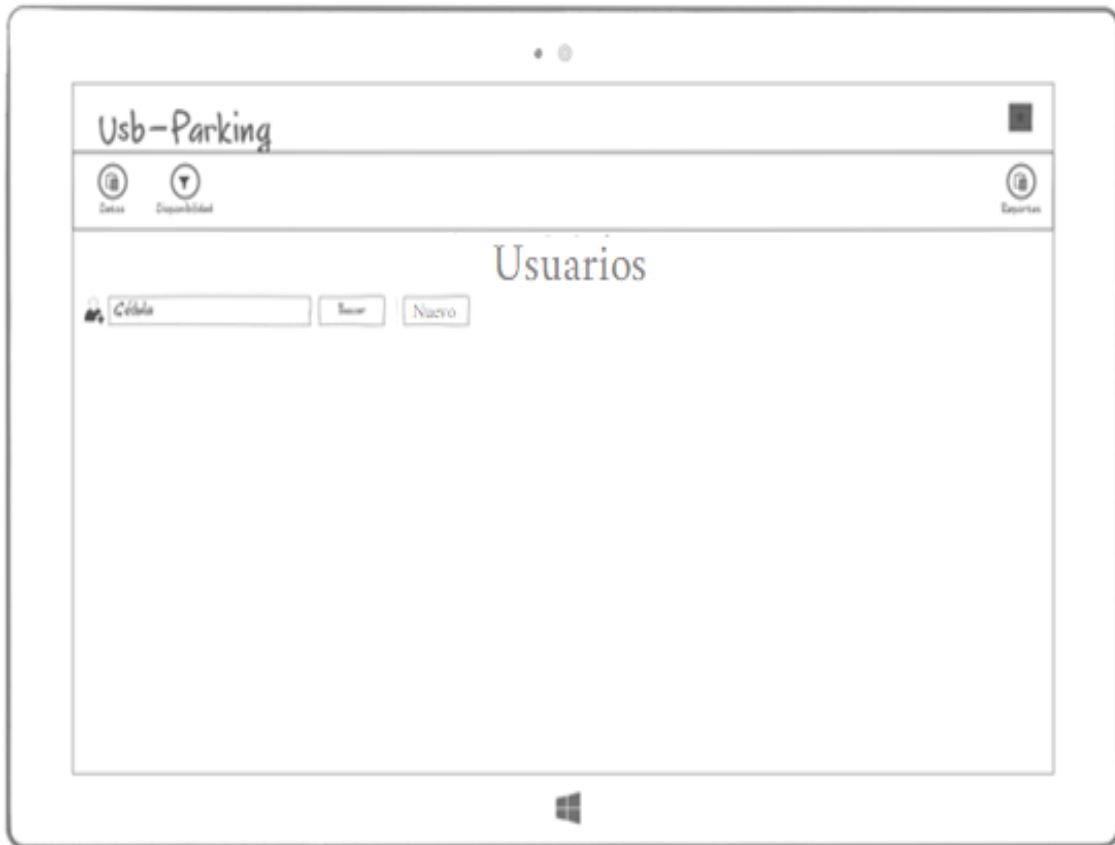 Usb-Parking
Datos Disponibilidad Reportes
Usuarios
Cédula Buscar Nuevo